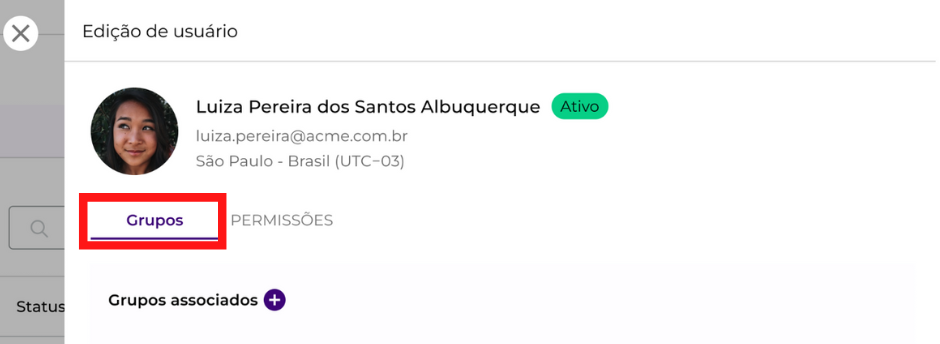 Edição de usuário
Luiza Pereira dos Santos Albuquerque Ativo
luiza.pereira@acme.com.br
São Paulo - Brasil (UTC−03)
Grupos PERMISSÕES
Status
Grupos associados